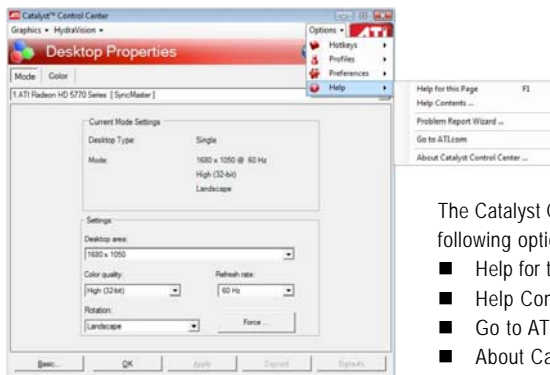 Catalyst™ Control Center
Graphics • HydraVision •
Options •
ATI
Desktop Properties
Hotkeys
Profiles
Preferences
Help
Mode Color
1.ATI Radeon HD 5770 Series [ SyncMaster ]
Help for this Page F1
Help Contents ...
Problem Report Wizard ...
Go to ATI.com
About Catalyst Control Center ...
Current Mode Settings
Desktop Type: Single
Mode: 1680 x 1050 @ 60 Hz
High (32-bit)
Landscape
Settings:
Desktop area:
1680 x 1050
Color quality: Refresh rate:
High (32-bit) 60 Hz
Rotation:
Landscape Force ...
Basic... OK Apply Discard Defaults
The Catalyst
following
■ Help for
■ Help
■ Go to
■ About